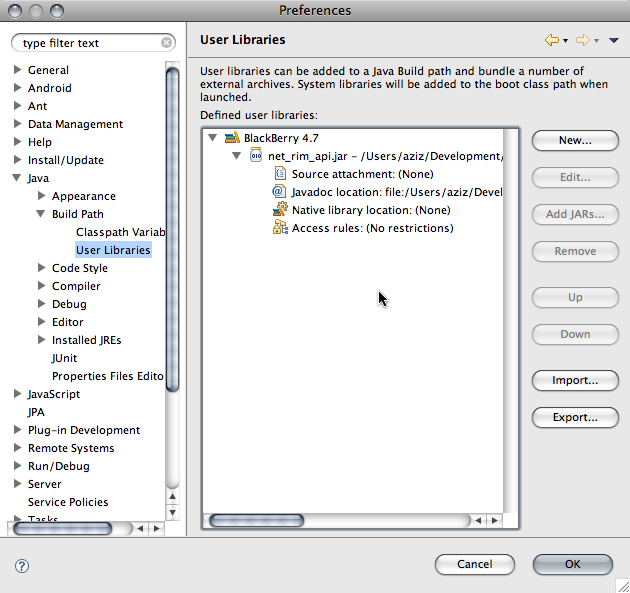 Preferences
type filter text
General
Android
Ant
Data Management
Help
Install/Update
Java
Appearance
Build Path
Classpath Variab
User Libraries
Code Style
Compiler
Debug
Editor
Installed JREs
JUnit
Properties Files Edito
JavaScript
JPA
Plug-in Development
Remote Systems
Run/Debug
Server
Service Policies
Tasks
User Libraries
User libraries can be added to a Java Build path and bundle a number of
external archives. System libraries will be added to the boot class path when
launched.
Defined user libraries:
BlackBerry 4.7
010 net_rim_api.jar – /Users/aziz/Development/
Source attachment: (None)
@ Javadoc location: file:/Users/aziz/Devel
Native library location: (None)
Access rules: (No restrictions)
New...
Edit...
Add JARs...
Remove
Up
Down
Import...
Export...
?
Cancel
OK